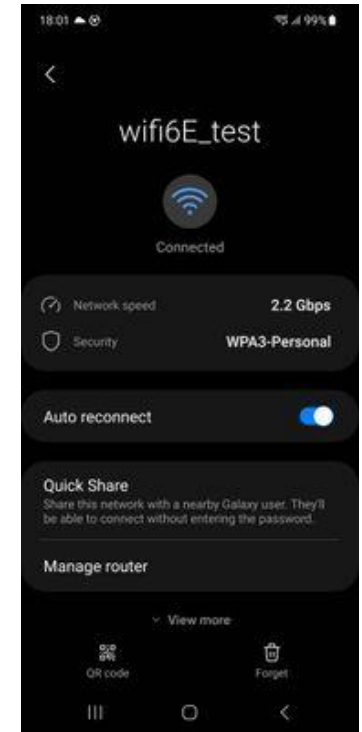 18:01
99%
wifi6E_test
Connected
Network speed 2.2 Gbps
Security WPA3-Personal
Auto reconnect
Quick Share
Share this network with a nearby Galaxy user. They'll
be able to connect without entering the password.
Manage router
View more
QR code Forget